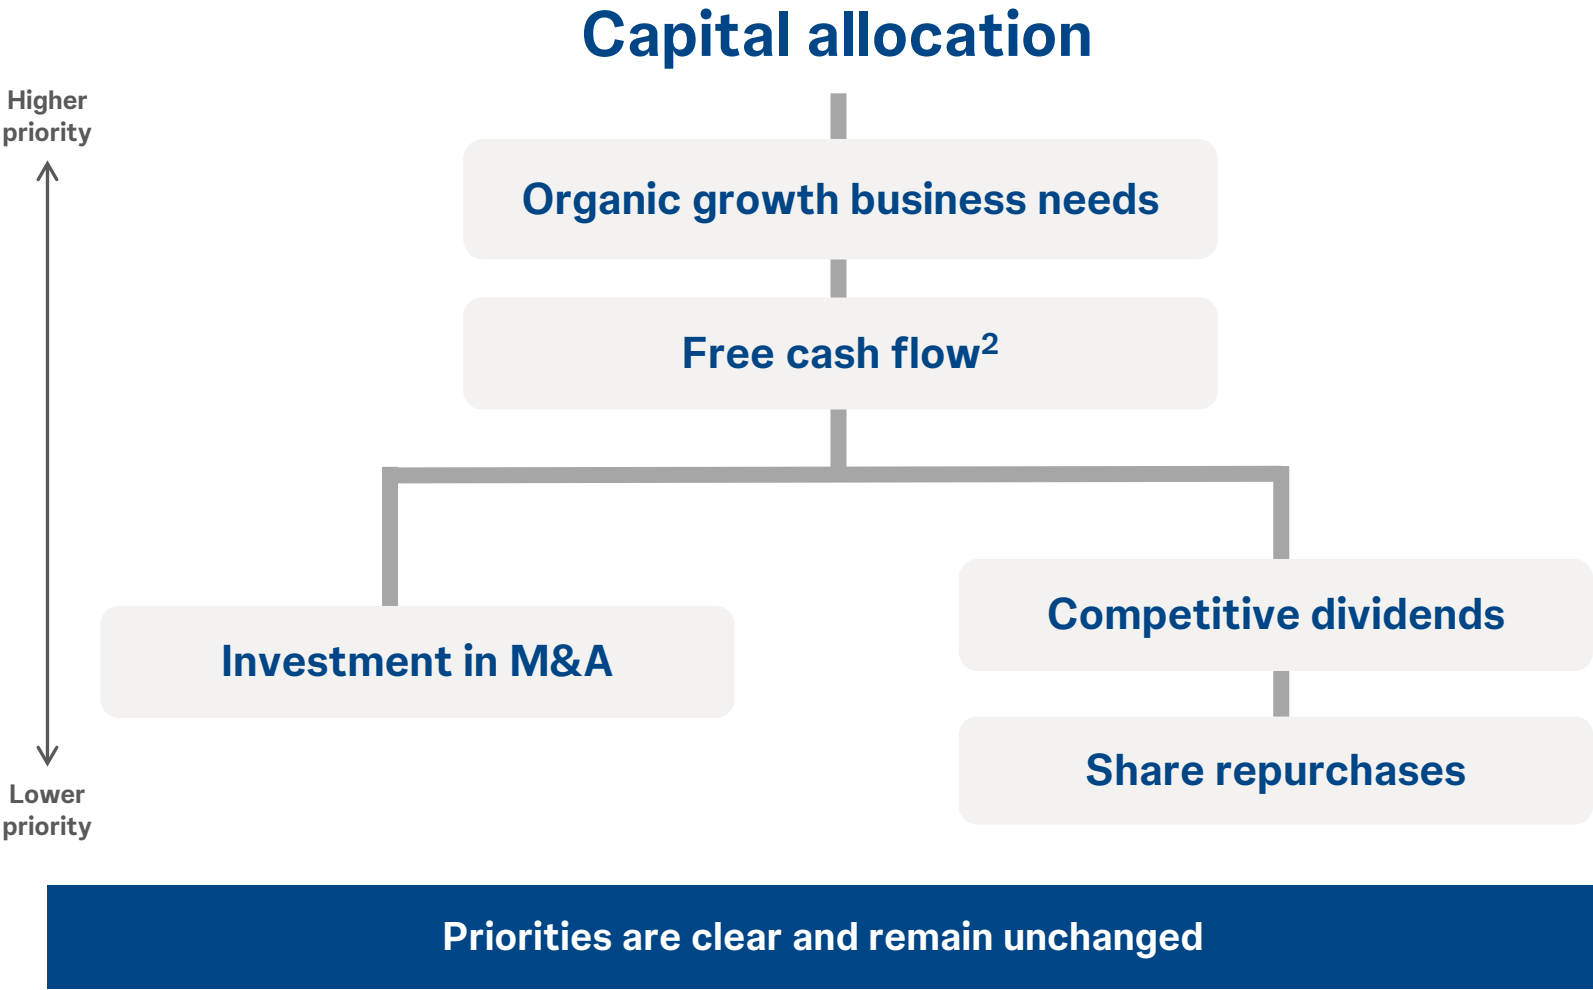 Capital allocation
Higher
priority
Organic growth business needs
Free cash flow²
Investment in M&A
Competitive dividends
Share repurchases
Lower
priority
Priorities are clear and remain unchanged